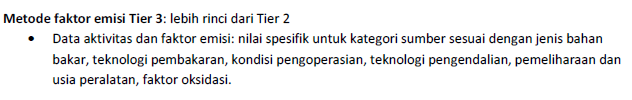 Metode faktor emisi Tier 3: lebih rinci dari Tier 2
• Data aktivitas dan faktor emisi: nilai spesifik untuk kategori sumber sesuai dengan jenis bahan
bakar, teknologi pembakaran, kondisi pengoperasian, teknologi pengendalian, pemeliharaan dan
usia peralatan, faktor oksidasi.